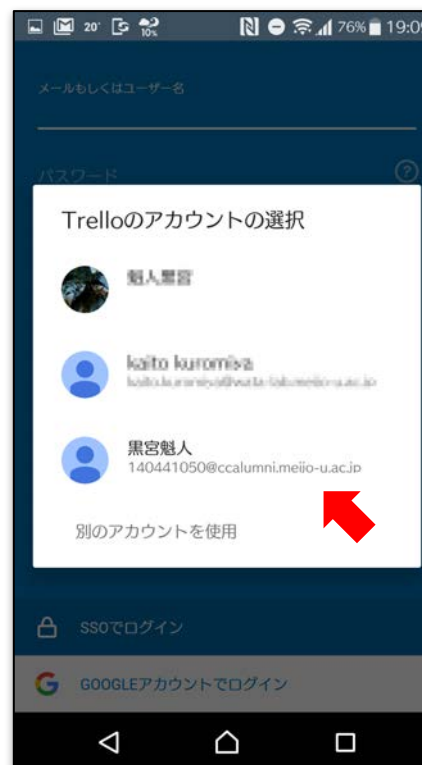 20°
10%
76% 19:09
メールもしくはユーザー名
パスワード
Trelloのアカウントの選択
kaito kuromiya
黒宮魁人
140441050@ccalumni.meijo-u.ac.jp
別のアカウントを使用
SSOでログイン
GOOGLEアカウントでログイン